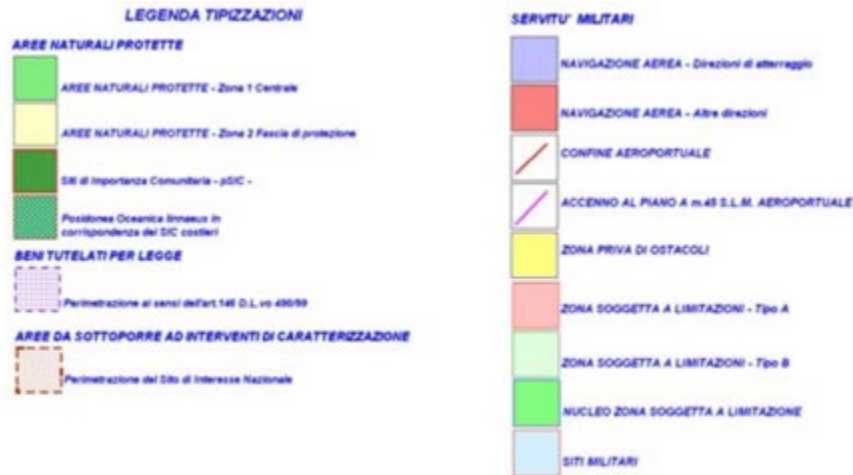 LEGENDA TIPIZZAZIONI
AREE NATURALI PROTETTE
AREE NATURALI PROTETTE - Zona 1 Centrale
AREE NATURALI PROTETTE - Zona 2 Fascia di protezione
Siti di Importanza Comunitaria - pSIC -
Posidonea Oceanica linnaeus in
corrispondenza dei SIC costieri
BENI TUTELATI PER LEGGE
Perimetrazione ai sensi dell'art.146 D.L.vo 490/99
AREE DA SOTTOPORRE AD INTERVENTI DI CARATTERIZZAZIONE
Perimetrazione del Sito di Interesse Nazionale
SERVITU' MILITARI
NAVIGAZIONE AEREA - Direzioni di atterraggio
NAVIGAZIONE AEREA - Altre direzioni
CONFINE AEROPORTUALE
ACCENNO AL PIANO A m.45 S.L.M. AEROPORTUALE
ZONA PRIVA DI OSTACOLI
ZONA SOGGETTA A LIMITAZIONI - Tipo A
ZONA SOGGETTA A LIMITAZIONI - Tipo B
NUCLEO ZONA SOGGETTA A LIMITAZIONE
SITI MILITARI